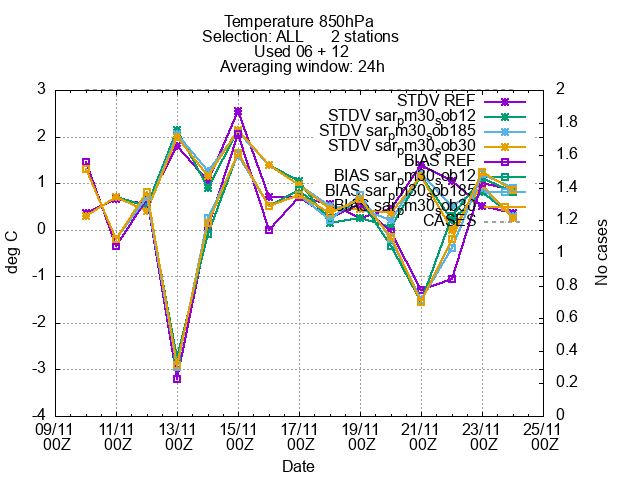 Temperature 850hPa
Selection: ALL 2 stations
Used 06 + 12
Averaging window: 24h
3
2
1
0
-1
-2
-3
-4
deg C
2
1.8
1.6
1.4
1.2
1
0.8
0.6
0.4
0.2
0
No cases
STDV REF
STDV sar_pm30_sob12
STDV sar_pm30_sob185
STDV sar_pm30_sob30
BIAS REF
BIAS sar_pm30_sob12
BIAS sar_pm30_sob185
BIAS sar_pm30_sob30
CASES
09/11 11/11 13/11 15/11 17/11 19/11 21/11 23/11 25/11
00Z 00Z 00Z 00Z 00Z 00Z 00Z 00Z 00Z
Date